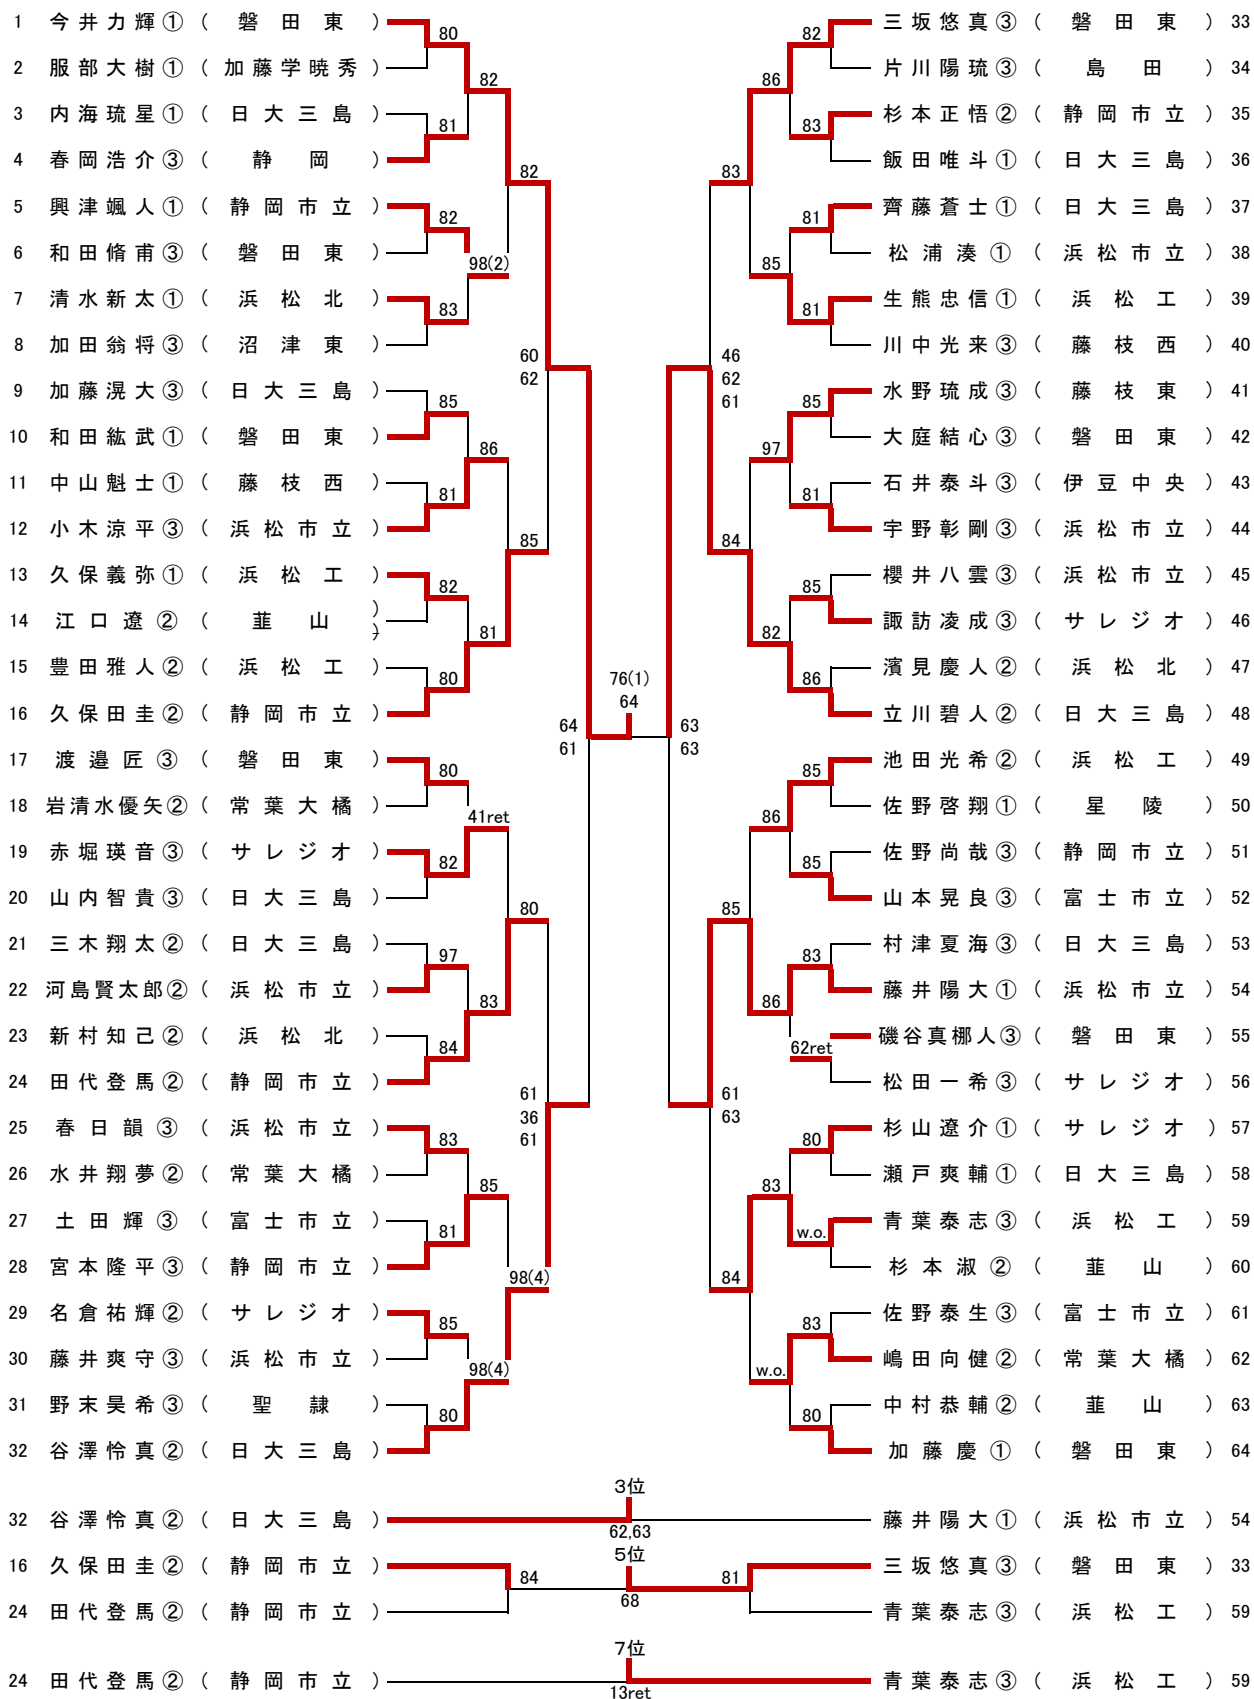 1 今井力輝① ( 磐田東 ) 80 82 三坂悠真③ ( 磐田東 ) 33
2 服部大樹① ( 加藤学暁秀 ) 82 86 片川陽琉③ ( 島田 ) 34
3 内海琉星① ( 日大三島 ) 81 83 杉本正悟② ( 静岡市立 ) 35
4 春岡浩介③ ( 静岡 ) 82 83 飯田唯斗① ( 日大三島 ) 36
5 興津颯人① ( 静岡市立 ) 82 81 齊藤蒼士① ( 日大三島 ) 37
6 和田脩甫③ ( 磐田東 ) 98(2) 85 松浦湊① ( 浜松市立 ) 38
7 清水新太① ( 浜松北 ) 83 81 生熊忠信① ( 浜松工 ) 39
8 加田翁将③ ( 沼津東 ) 川中光来③ ( 藤枝西 ) 40
60 46
62 62
61
9 加藤滉大③ ( 日大三島 ) 85 85 水野琉成③ ( 藤枝東 ) 41
10 和田紘武① ( 磐田東 ) 86 97 大庭結心③ ( 磐田東 ) 42
11 中山魁士① ( 藤枝西 ) 81 81 石井泰斗③ ( 伊豆中央 ) 43
12 小木涼平③ ( 浜松市立 ) 85 84 宇野彰剛③ ( 浜松市立 ) 44
13 久保義弥① ( 浜松工 ) 82 85 櫻井八雲③ ( 浜松市立 ) 45
14 江口遼② ( 韮山 ) 81 82 諏訪凌成③ ( サレジオ ) 46
15 豊田雅人② ( 浜松工 ) 80 86 濱見慶人② ( 浜松北 ) 47
76(1)
64
16 久保田圭② ( 静岡市立 ) 立川碧人② ( 日大三島 ) 48
64 63
61 63
17 渡邉匠③ ( 磐田東 ) 80 85 池田光希② ( 浜松工 ) 49
18 岩清水優矢② ( 常葉大橘 ) 41ret 86 佐野啓翔① ( 星陵 ) 50
19 赤堀瑛音③ ( サレジオ ) 82 85 佐野尚哉③ ( 静岡市立 ) 51
20 山内智貴③ ( 日大三島 ) 80 85 山本晃良③ ( 富士市立 ) 52
21 三木翔太② ( 日大三島 ) 97 83 村津夏海③ ( 日大三島 ) 53
22 河島賢太郎② ( 浜松市立 ) 83 86 藤井陽大① ( 浜松市立 ) 54
23 新村知己② ( 浜松北 ) 84 62ret 磯谷真梛人③ ( 磐田東 ) 55
24 田代登馬② ( 静岡市立 ) 松田一希③ ( サレジオ ) 56
61 61
36 63
61
25 春日韻③ ( 浜松市立 ) 83 80 杉山遼介① ( サレジオ ) 57
26 水井翔夢② ( 常葉大橘 ) 85 83 瀬戸爽輔① ( 日大三島 ) 58
27 土田輝③ ( 富士市立 ) 81 w.o. 青葉泰志③ ( 浜松工 ) 59
28 宮本隆平③ ( 静岡市立 ) 98(4) 84 杉本淑② ( 韮山 ) 60
29 名倉祐輝② ( サレジオ ) 85 83 佐野泰生③ ( 富士市立 ) 61
30 藤井爽守③ ( 浜松市立 ) 98(4) w.o. 嶋田向健② ( 常葉大橘 ) 62
31 野末昊希③ ( 聖隷 ) 80 80 中村恭輔② ( 韮山 ) 63
32 谷澤怜真② ( 日大三島 ) 加藤慶① ( 磐田東 ) 64
3位
32 谷澤怜真② ( 日大三島 ) 62,63 藤井陽大① ( 浜松市立 ) 54
5位
16 久保田圭② ( 静岡市立 ) 84 81 三坂悠真③ ( 磐田東 ) 33
68
24 田代登馬② ( 静岡市立 ) 青葉泰志③ ( 浜松工 ) 59
7位
24 田代登馬② ( 静岡市立 ) 13ret 青葉泰志③ ( 浜松工 ) 59